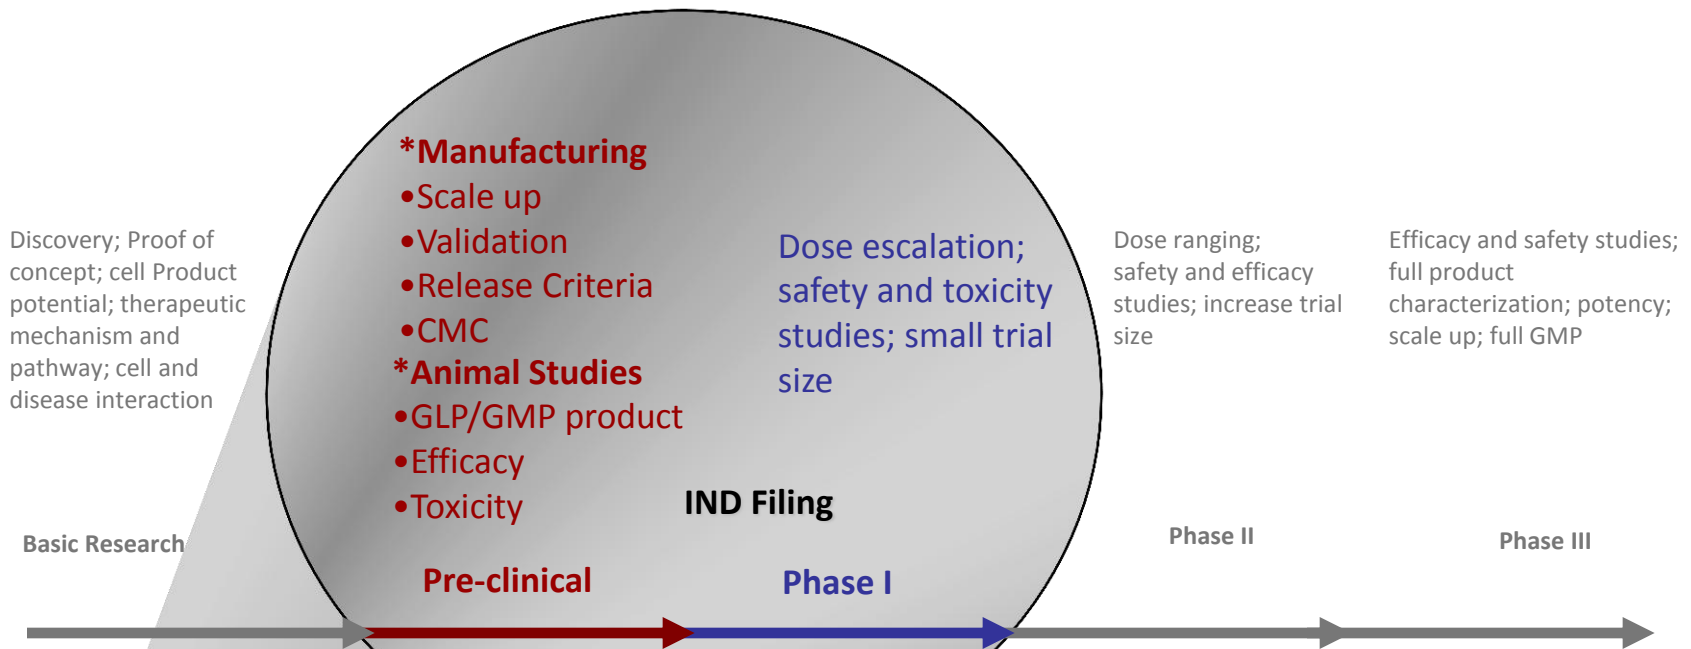 Discovery; Proof of
concept; cell Product
potential; therapeutic
mechanism and
pathway; cell and
disease interaction
Basic Research
*Manufacturing
•Scale up
•Validation
•Release Criteria
•CMC
*Animal Studies
•GLP/GMP product
•Efficacy
•Toxicity
Pre-clinical
IND Filing
Dose escalation;
safety and toxicity
studies; small trial
size
Phase I
Dose ranging;
safety and efficacy
studies; increase trial
size
Phase II
Efficacy and safety studies;
full product
characterization; potency;
scale up; full GMP
Phase III